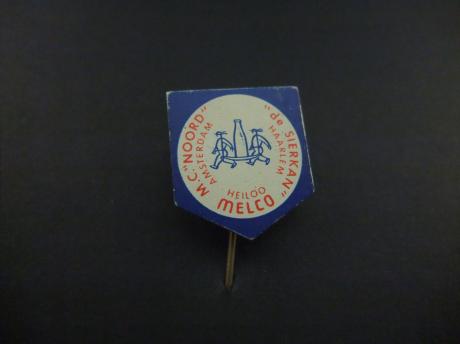 M.C. "NOORD"
AMSTERDAM
"de SIERKAN"
HAARLEM
HEILOO
MELCO